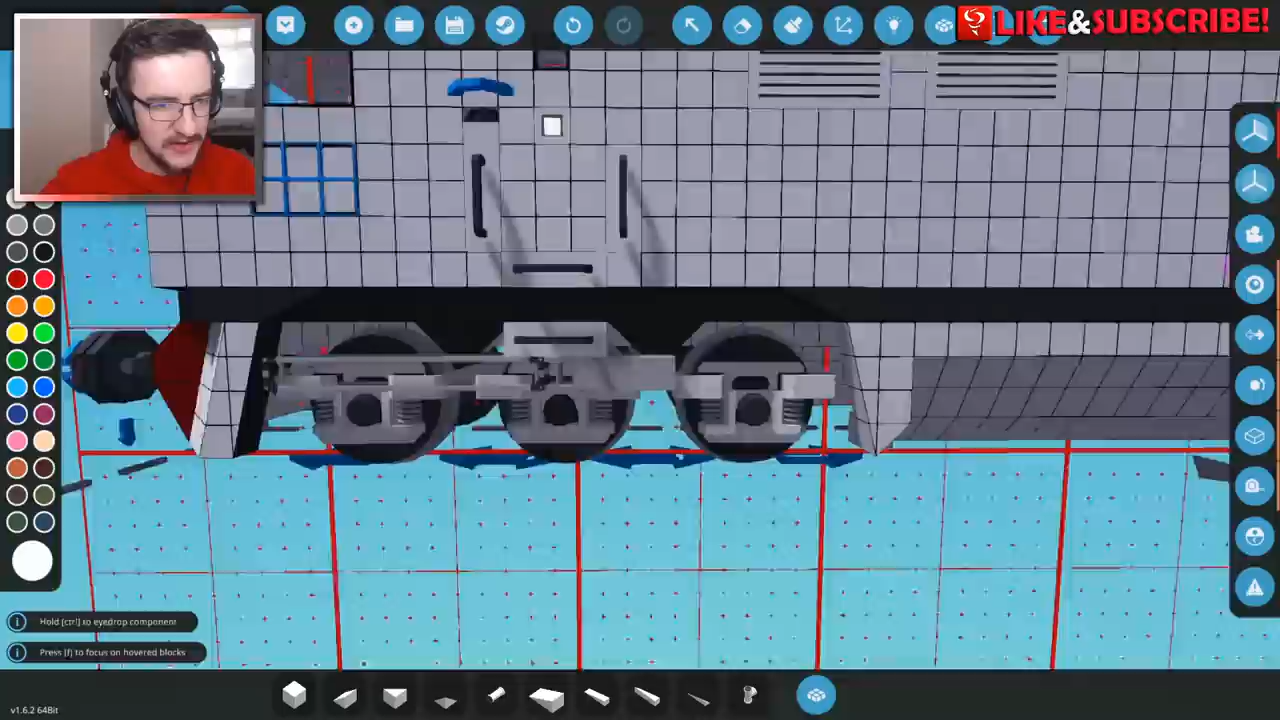 LIKE&SUBSCRIBE!
Hold [ctrl] to eyedrop component
Press [f] to focus on hovered blocks
v1.6.2 64Bit